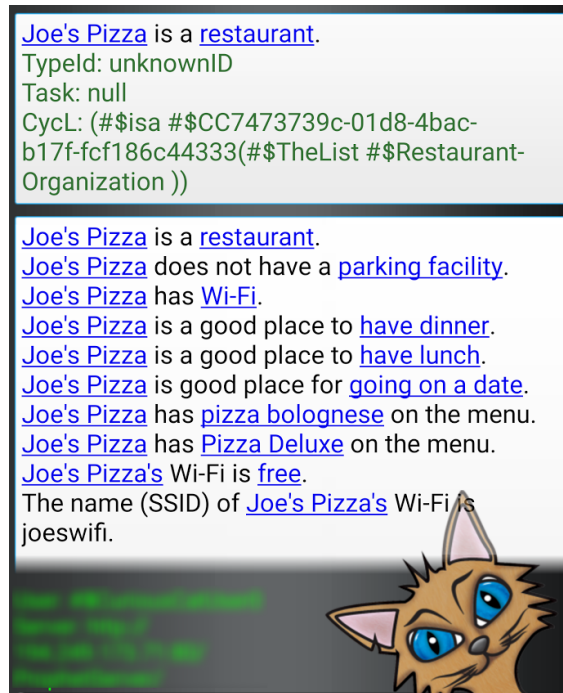 Joe's Pizza is a restaurant.
TypeId: unknownID
Task: null
CycL: (#$isa #$CC7473739c-01d8-4bac-
b17f-fcf186c44333(#$TheList #$Restaurant-
Organization ))
Joe's Pizza is a restaurant.
Joe's Pizza does not have a parking facility.
Joe's Pizza has Wi-Fi.
Joe's Pizza is a good place to have dinner.
Joe's Pizza is a good place to have lunch.
Joe's Pizza is good place for going on a date.
Joe's Pizza has pizza bolognese on the menu.
Joe's Pizza has Pizza Deluxe on the menu.
Joe's Pizza's Wi-Fi is free.
The name (SSID) of Joe's Pizza's Wi-Fi is
joeswifi.